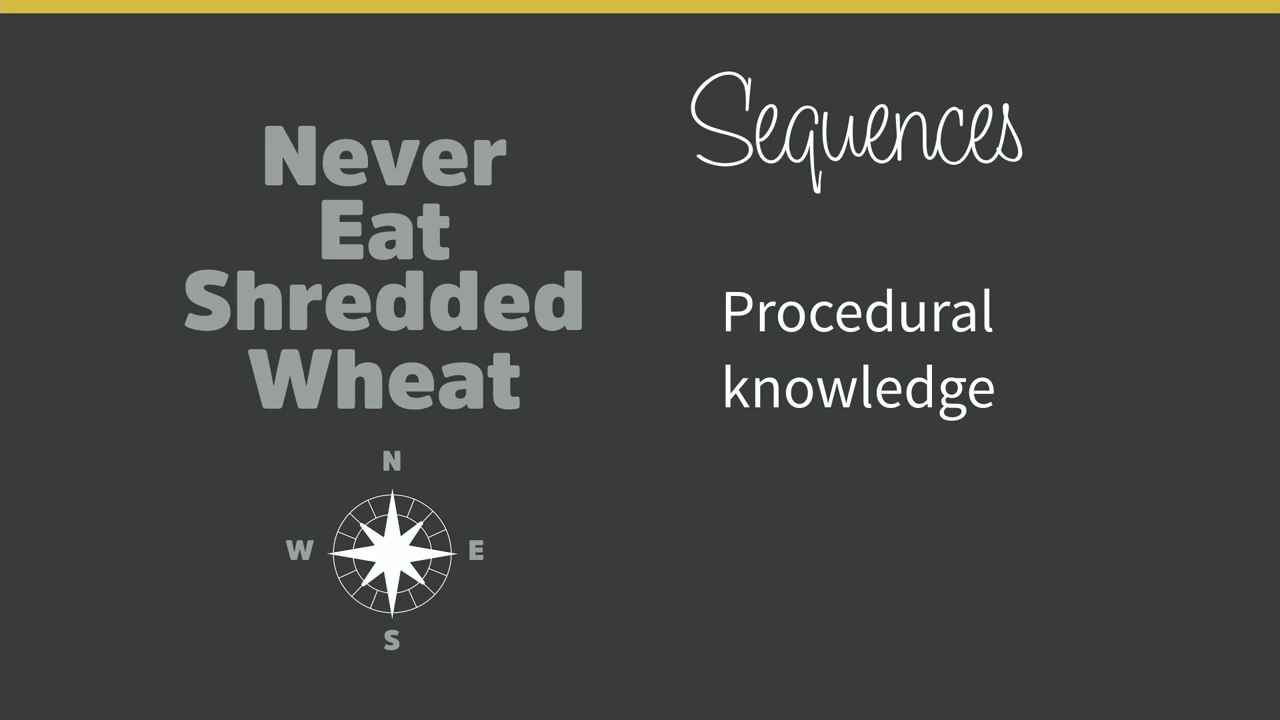 Never
Eat
Shredded
Wheat
N
W E
S
Sequences
Procedural
knowledge